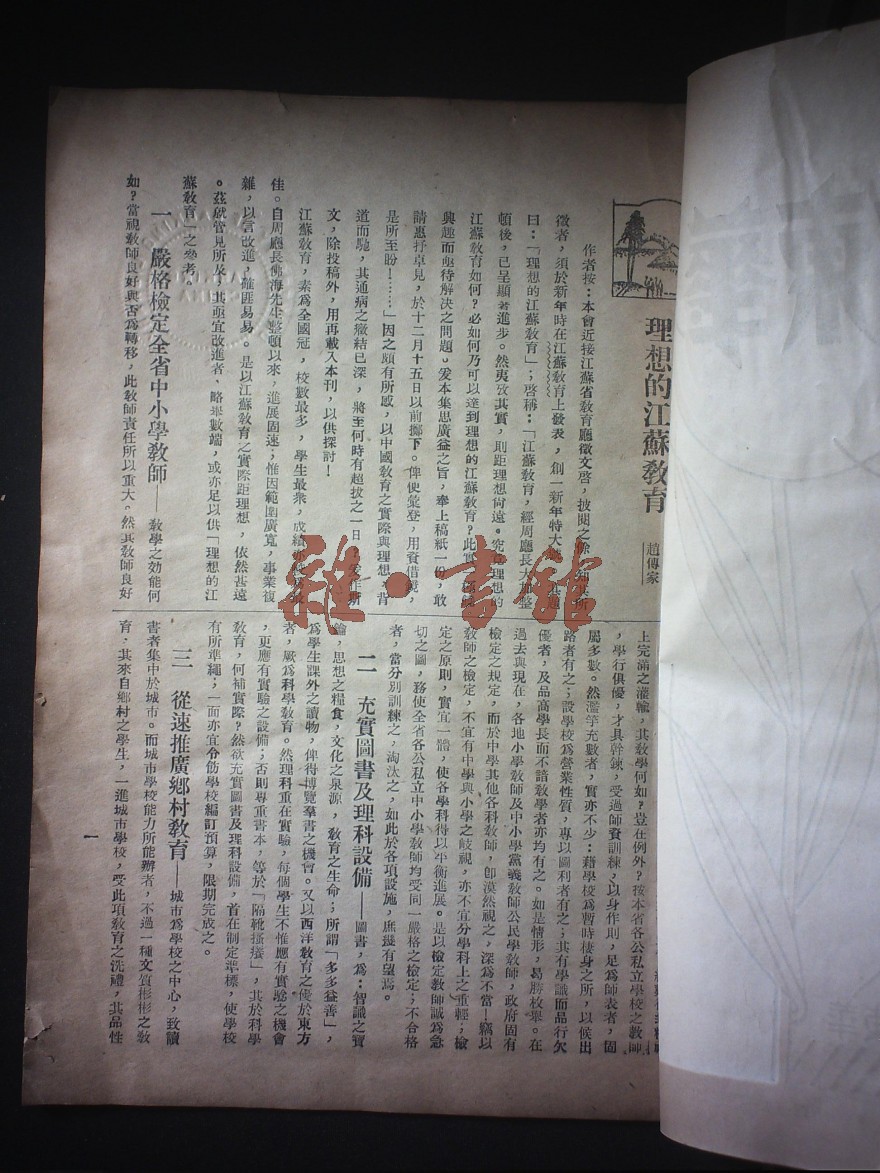 理想的江蘇教育
趙傳家
作者按：本會近接江蘇省教育廳徵文啓，披閱之餘，知其所
徵者，須於新年時在江蘇教育上發表，創一新年特大
曰：「理想的江蘇教育」；啓稱：「江蘇教育，經周廳長大加整
頓後，已呈顯著進步。然夷攷其實，則距理想尚遠。究竟理想的
江蘇教育如何？必如何乃可以達到理想的江蘇教育？此實
興趣而亟待解決之問題。爰本集思廣益之旨，奉上稿紙一份，敢
請惠抒卓見，於十二月十五日以前擲下。俾便彙登，用資借鏡，
是所至盼！……」因之頗有所感，以中國教育之實際與理想，背
道而馳，其通病之癥結已深，將至何時有超拔之一日？爰作斯
文，除投稿外，用再載入本刊，以供探討！
江蘇教育，素爲全國冠，校數最多，學生最衆，成績亦
佳。自周廳長佛海先生整頓以來，進展固速；惟因範圍廣寬，事業複
雜，以言改進，確匪易易。是以江蘇教育之實際距理想，依然甚遠
。茲就管見所及，其亟宜改進者，略舉數端，或亦足以供「理想的江
蘇教育」之參考。
一　嚴格檢定全省中小學教師——教學之効能何
如？當視教師良好與否爲轉移，此教師責任所以重大。然其教師良好
上完滿之灌輸，其教學何如？豈在例外？按本省各公私立學校之教師
，學行俱優，才具幹鍊，受過師資訓練，以身作則，足爲師表者，固
屬多數。然濫竽充數者，實亦不少：藉學校爲暫時棲身之所，以候出
路者有之；設學校爲營業性質，專以圖利者有之；其有學識而品行欠
優者，及品高學長而不諳教學者亦均有之。如是情形，曷勝枚舉。在
過去與現在，各地小學教師及中小學黨義教師公民學教師，政府固有
檢定之規定，而於中學其他各科教師，卽漠然視之，深爲不當！竊以
教師之檢定，不宜有中學與小學之歧視，亦不宜分學科上之重輕；檢
定之原則，實宜一體，使各學科得以平衡進展。是以檢定教師誠爲急
切之圖，務使全省各公私立中小學教師均受同一嚴格之檢定；不合格
者，當分別訓練之，淘汰之，如此於各項設施，庶幾有望焉。
二　充實圖書及理科設備——圖書，爲：智識之寶
鑰，思想之糧食，文化之泉源，教育之生命；所謂「多多益善」，
爲學生課外之讀物，俾得博覽羣書之機會。又以西洋教育之優於東方
者，厥爲科學教育。然理科重在實驗，每個學生不惟應有實驗之機會
，更應有實驗之設備；否則專重書本，等於「隔靴搔癢」，其於科學
教育，何補實際？然欲充實圖書及理科設備，首在制定準標，使學校
有所準繩；一面亦宜令飭學校編訂預算，限期完成之。
三　從速推廣鄉村教育——城市爲學校之中心，致讀
書者集中於城市。而城市學校能力所能辦者，不過一種文質彬彬之教
育·其來自鄉村之學生，一進城市學校，受此項教育之洗禮，其品性
一
雜·書館